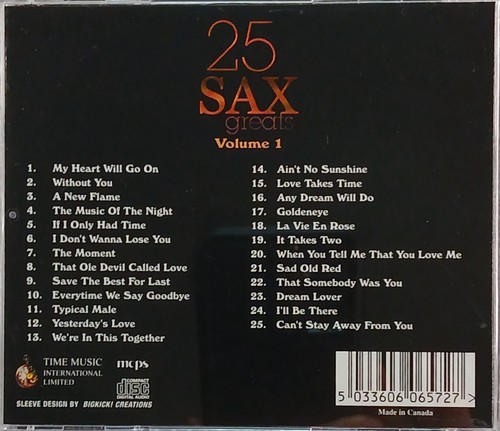 25
SAX
greats
Volume 1
1. My Heart Will Go On
2. Without You
3. A New Flame
4. The Music Of The Night
5. If I Only Had Time
6. I Don't Wanna Lose You
7. The Moment
8. That Ole Devil Called Love
9. Save The Best For Last
10. Everytime We Say Goodbye
11. Typical Male
12. Yesterday's Love
13. We're In This Together
14. Ain't No Sunshine
15. Love Takes Time
16. Any Dream Will Do
17. Goldeneye
18. La Vie En Rose
19. It Takes Two
20. When You Tell Me That You Love Me
21. Sad Old Red
22. That Somebody Was You
23. Dream Lover
24. I'll Be There
25. Can't Stay Away From You
TIME MUSIC
INTERNATIONAL
LIMITED
mcps
COMPACT
disc
DIGITAL AUDIO
SLEEVE DESIGN BY BIGKICK! CREATIONS
5 033606 065727 >
Made in Canada